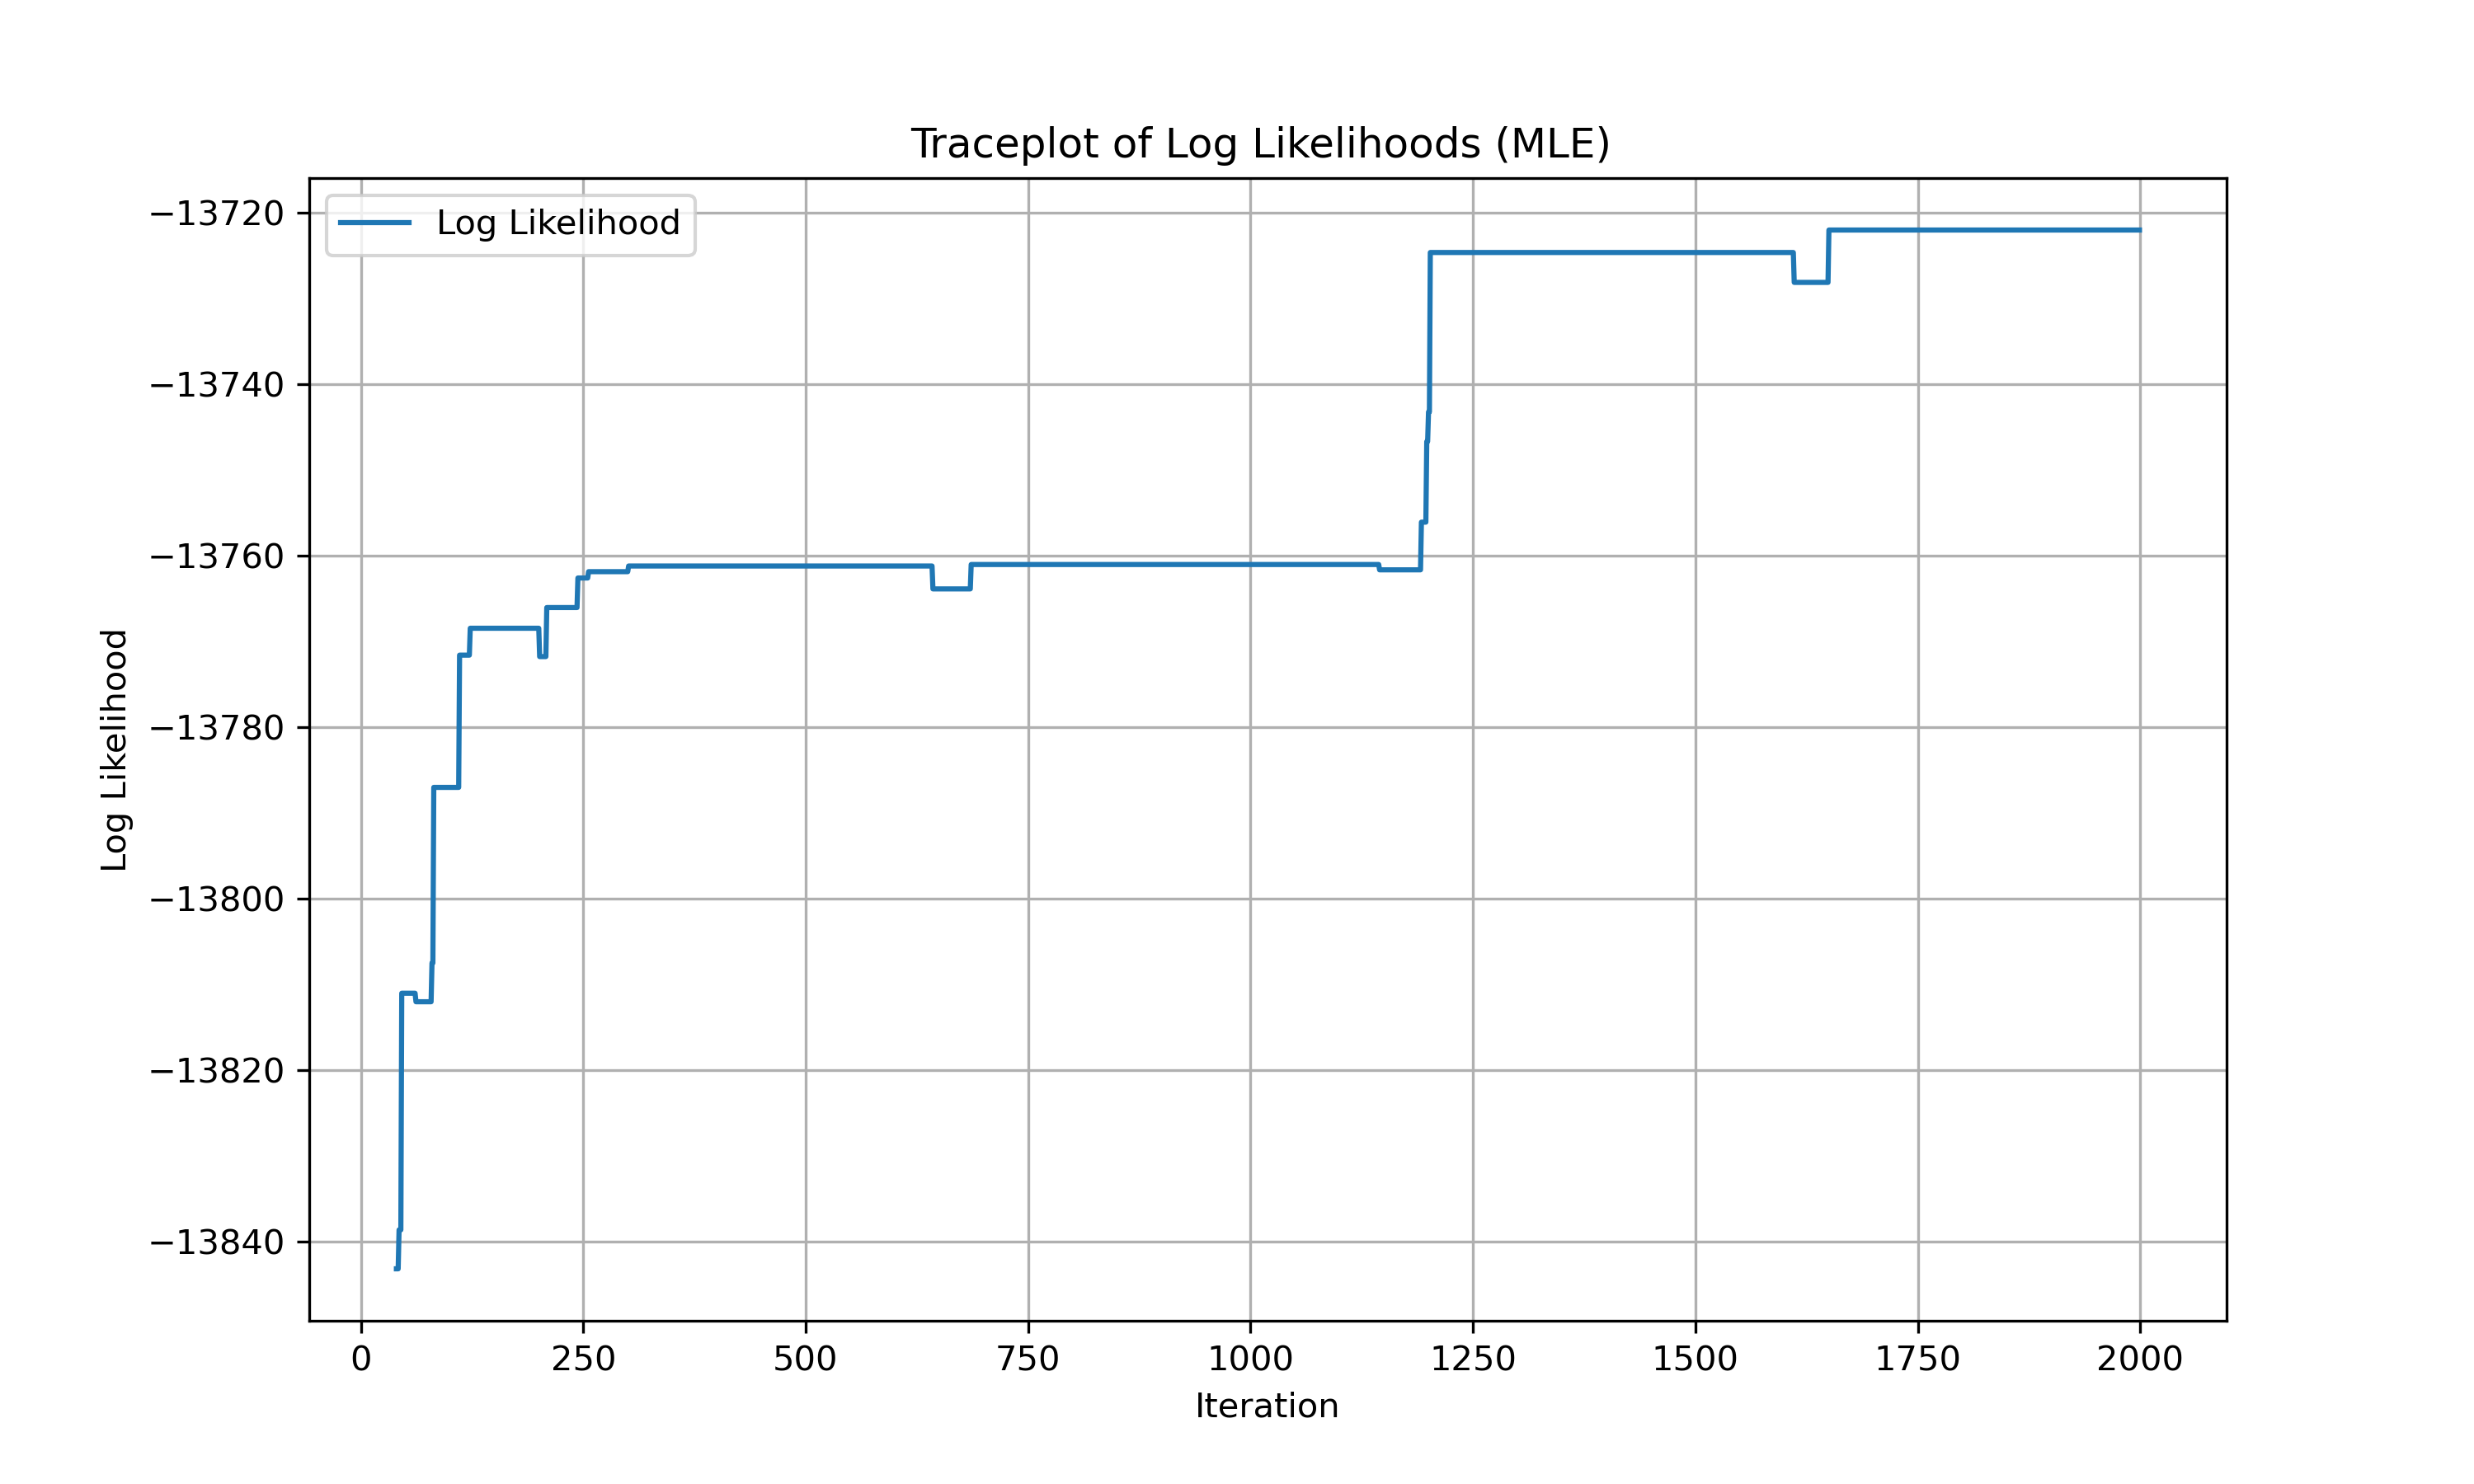 Traceplot of Log Likelihoods (MLE)
Log Likelihood
−13720
−13740
−13760
−13780
−13800
−13820
−13840
Log Likelihood
0 250 500 750 1000 1250 1500 1750 2000
Iteration